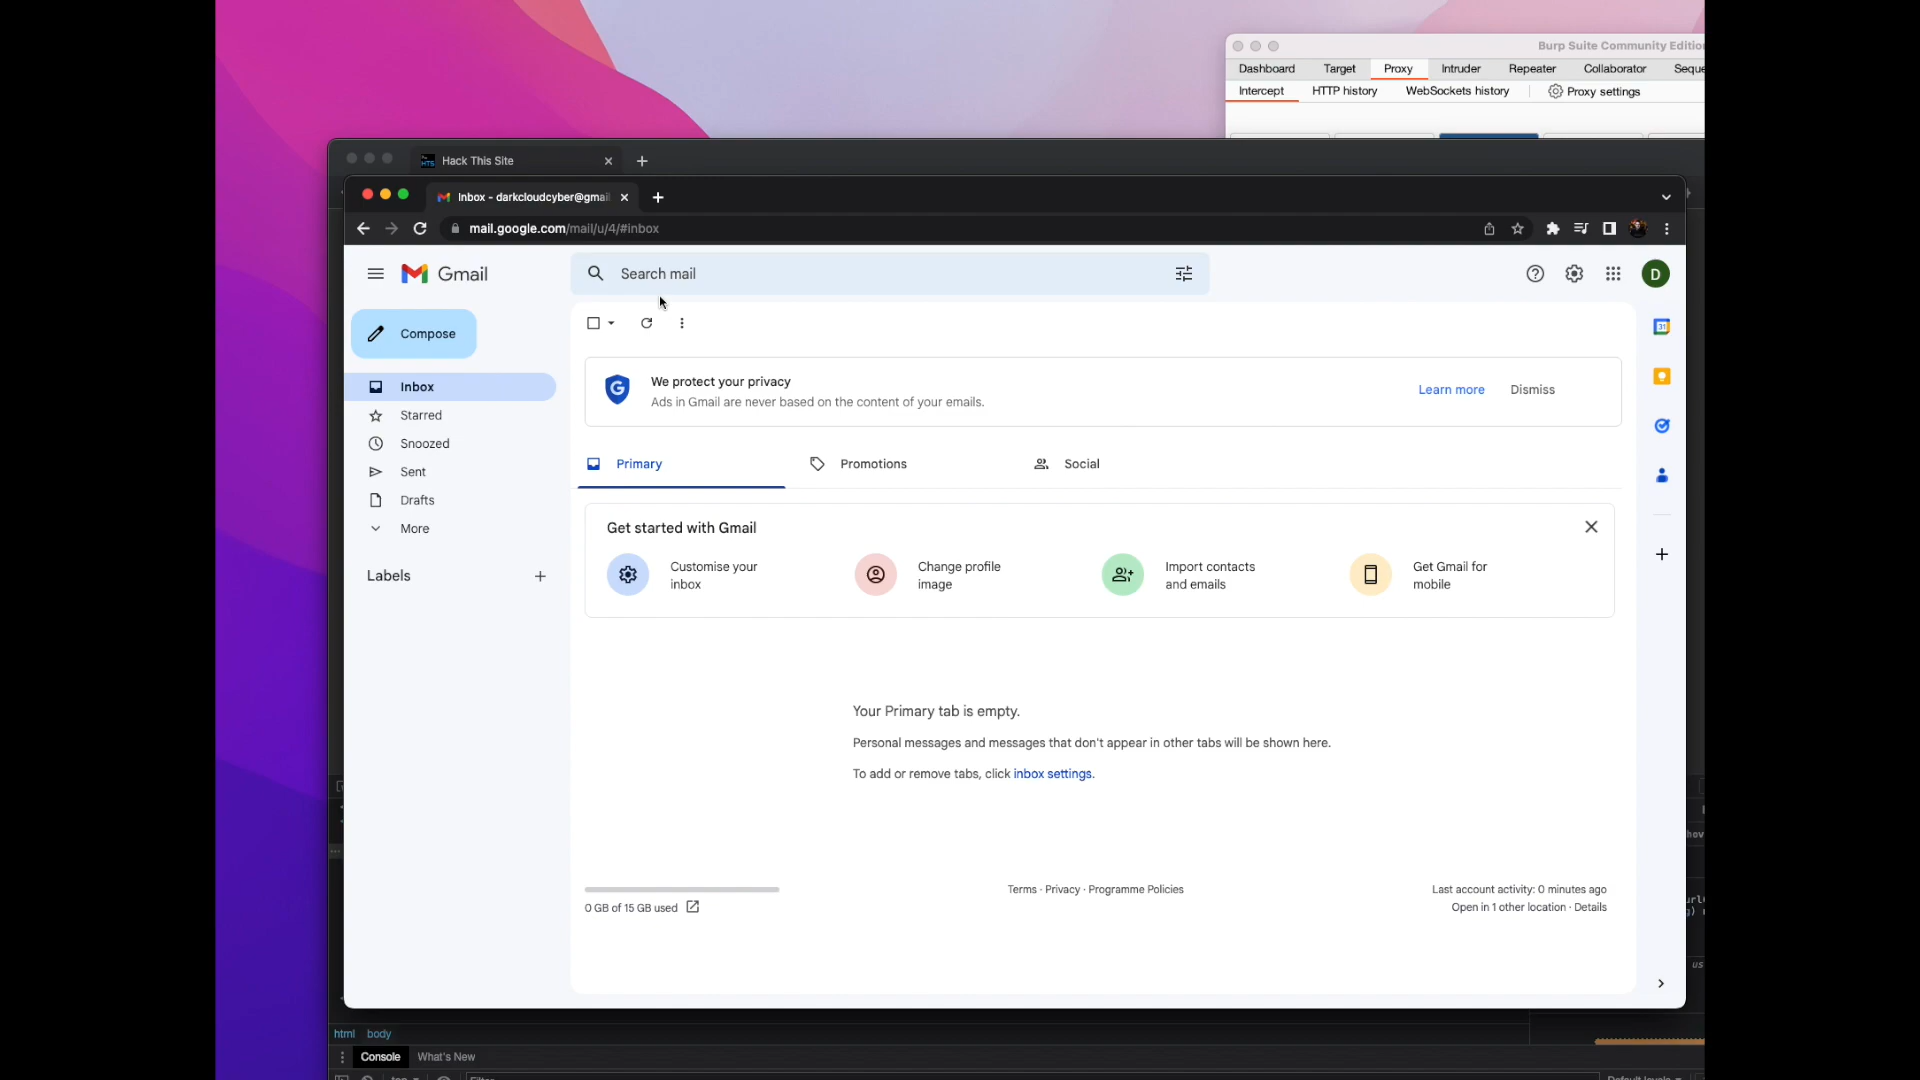 Burp Suite Community Editio
Dashboard Target Proxy Intruder Repeater Collaborator Seque
Intercept HTTP history WebSockets history Proxy settings
Hack This Site
Inbox - darkcloudcyber@gmail
mail.google.com/mail/u/4/#inbox
Gmail
Search mail
D
Compose
Inbox
Starred
Snoozed
Sent
Drafts
More
Labels
We protect your privacy
Ads in Gmail are never based on the content of your emails.
Learn more Dismiss
Primary Promotions Social
Get started with Gmail
Customise your
inbox
Change profile
image
Import contacts
and emails
Get Gmail for
mobile
Your Primary tab is empty.
Personal messages and messages that don't appear in other tabs will be shown here.
To add or remove tabs, click inbox settings.
0 GB of 15 GB used
Terms · Privacy · Programme Policies
Last account activity: 0 minutes ago
Open in 1 other location · Details
html body
Console What's New